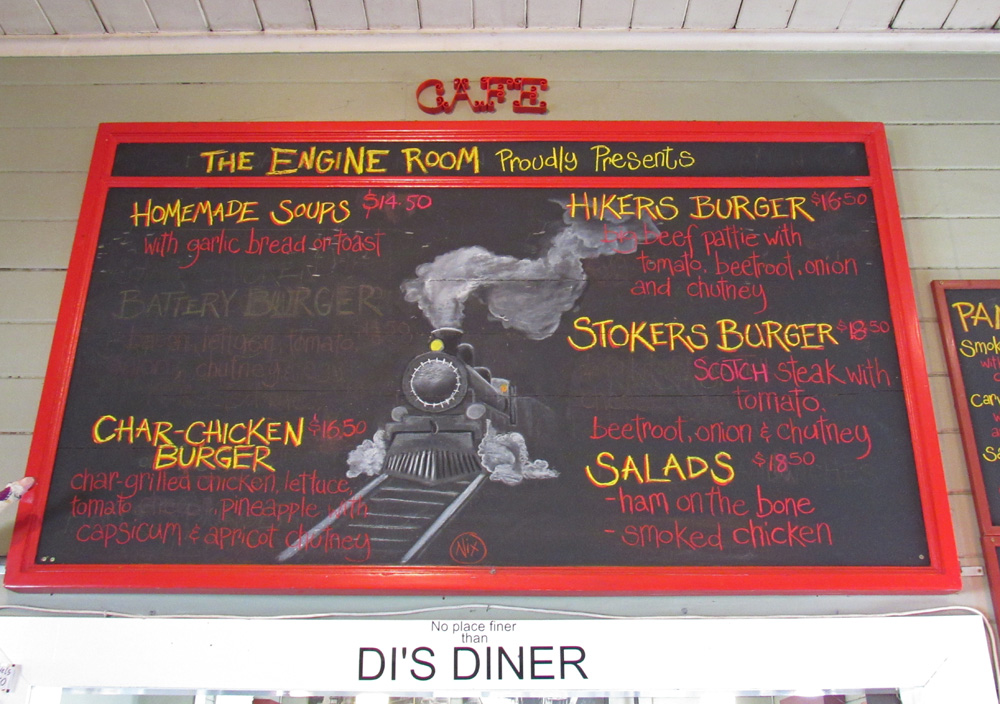 CAFE
THE ENGINE ROOM Proudly Presents
HOMEMADE SOUPS $14.50
with garlic bread or toast
BATTERY BURGER
lettuce, tomato
chutney
CHAR-CHICKEN $16.50
BURGER
char-grilled chicken, lettuce,
tomato, pineapple with
capsicum & apricot chutney
HIKERS BURGER $16.50
beef pattie with
tomato, beetroot, onion
and chutney
STOKERS BURGER $18.50
SCOTCH steak with
tomato,
beetroot, onion & chutney
SALADS $18.50
- ham on the bone
- smoked chicken
NIX
No place finer
than
DI'S DINER